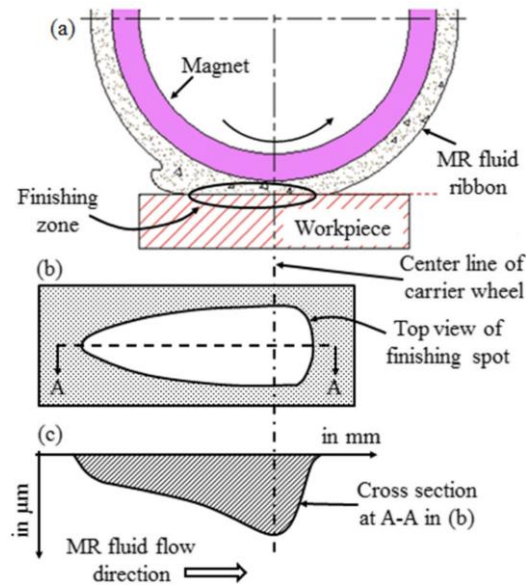 (a)
Magnet
MR fluid
ribbon
Finishing
zone
Workpiece
Center line of
carrier wheel
(b)
Top view of
finishing spot
A
A
(c)
in mm
in µm
Cross section
at A-A in (b)
MR fluid flow
direction